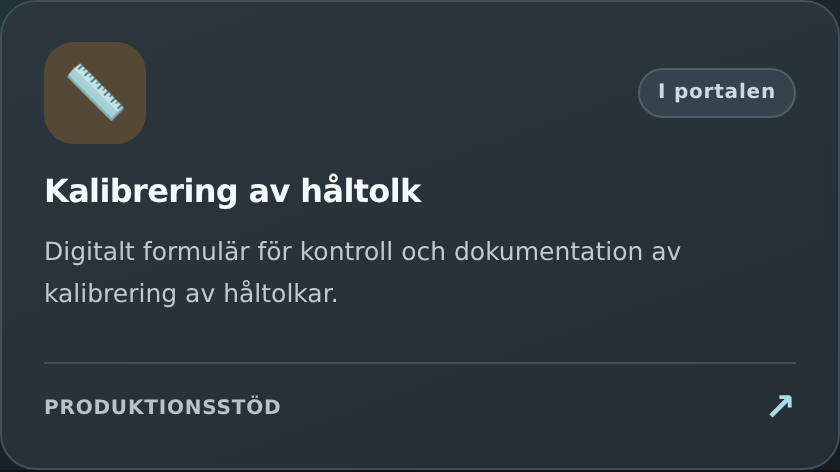 I portalen
Kalibrering av håltolk
Digitalt formulär för kontroll och dokumentation av
kalibrering av håltolkar.
PRODUKTIONSSTÖD